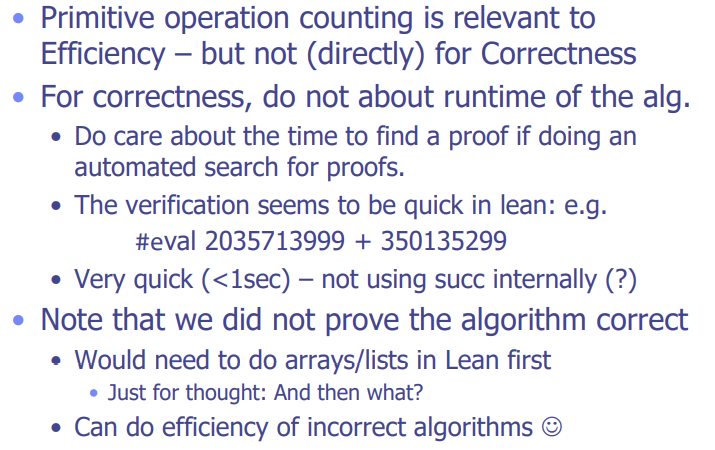 • Primitive operation counting is relevant to
Efficiency – but not (directly) for Correctness
• For correctness, do not about runtime of the alg.
• Do care about the time to find a proof if doing an
automated search for proofs.
• The verification seems to be quick in lean: e.g.
#eval 2035713999 + 350135299
• Very quick (<1sec) – not using succ internally (?)
• Note that we did not prove the algorithm correct
• Would need to do arrays/lists in Lean first
• Just for thought: And then what?
• Can do efficiency of incorrect algorithms ☺